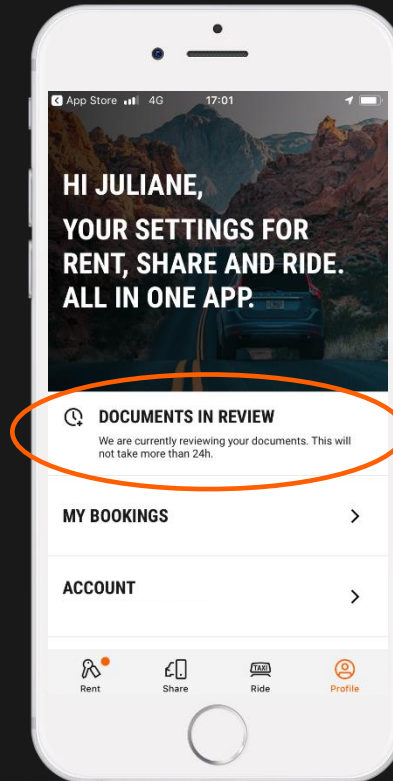 App Store 4G 17:01
HI JULIANE,
YOUR SETTINGS FOR
RENT, SHARE AND RIDE.
ALL IN ONE APP.
DOCUMENTS IN REVIEW
We are currently reviewing your documents. This will
not take more than 24h.
MY BOOKINGS
ACCOUNT
Rent Share TAXI Ride Profile